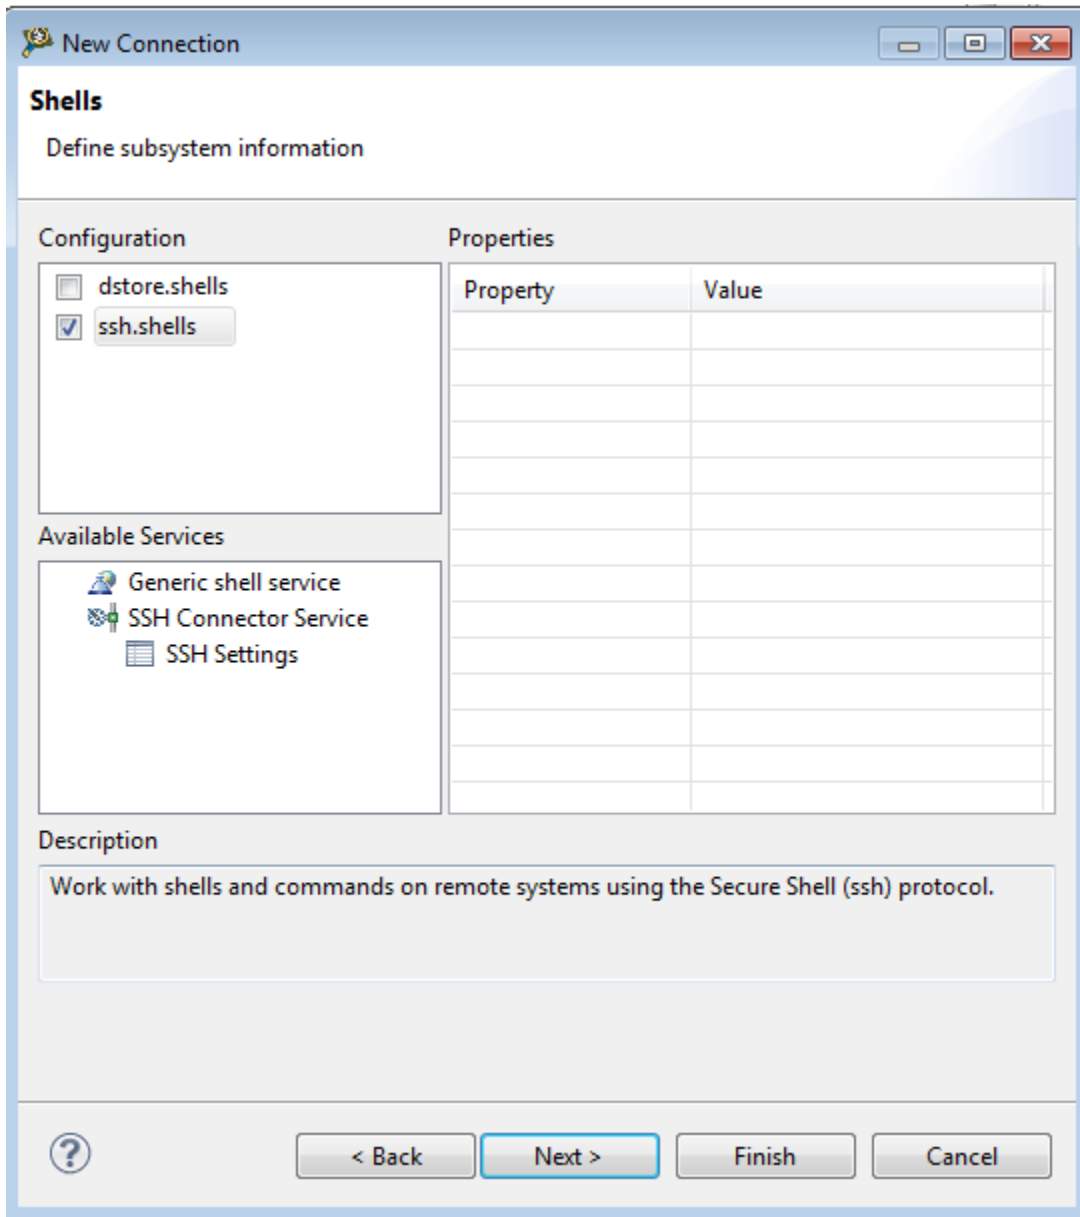 New Connection
Shells
Define subsystem information
Configuration
dstore.shells
ssh.shells
Properties
Property Value
Available Services
Generic shell service
SSH Connector Service
SSH Settings
Description
Work with shells and commands on remote systems using the Secure Shell (ssh) protocol.
? < Back Next > Finish Cancel